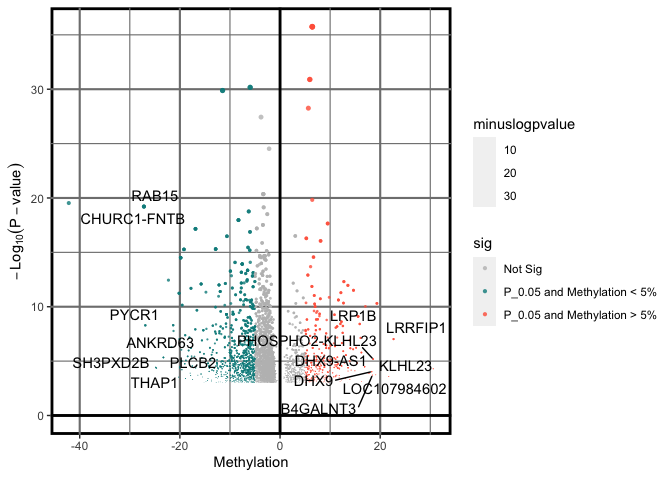 30
20
10
0
-40
-20
0
20
Methylation
−Log10(P − value)
RAB15
CHURC1-FNTB
PYCR1
ANKRD63
SH3PXD2B
PLCB2
THAP1
LRP1B
LRRFIP1
PHOSPHO2-KLHL23
DHX9-AS1
KLHL23
DHX9
LOC107984602
B4GALNT3
minuslogpvalue
10
20
30
sig
Not Sig
P_0.05 and Methylation < 5%
P_0.05 and Methylation > 5%